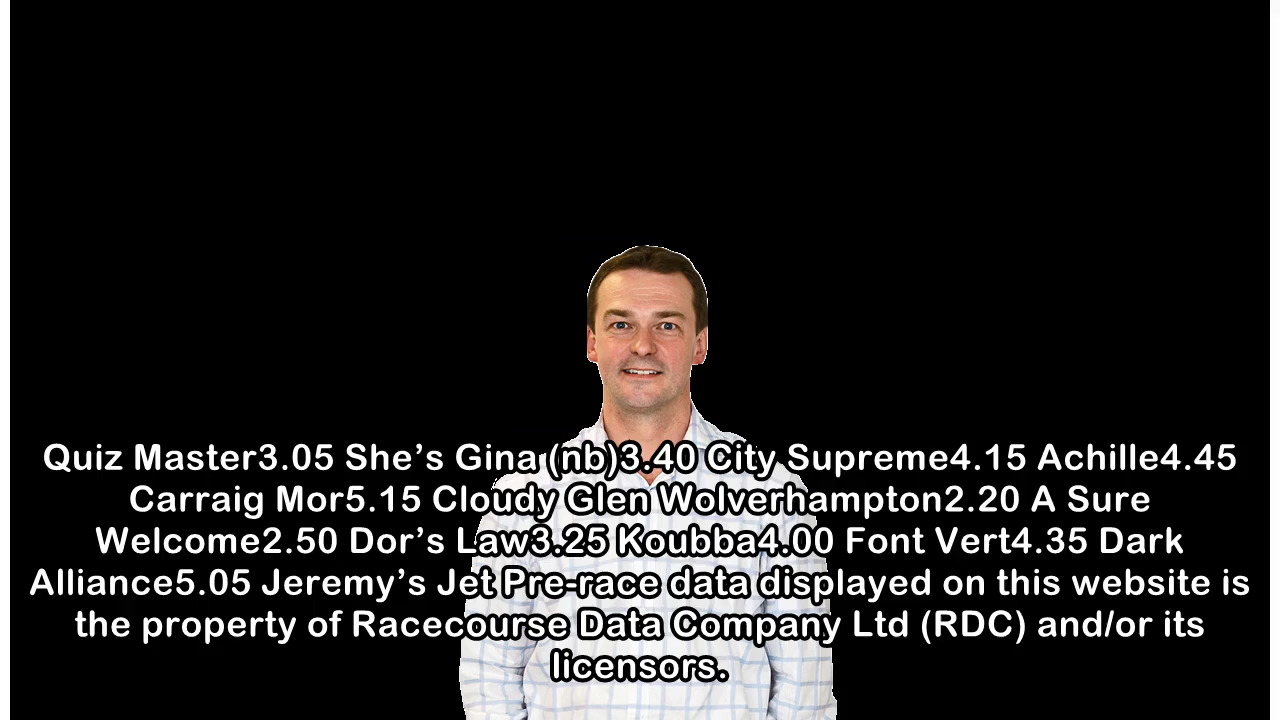 Quiz Master3.05 She’s Gina (nb)3.40 City Supreme4.15 Achille4.45
Carraig Mor5.15 Cloudy Glen Wolverhampton2.20 A Sure
Welcome2.50 Dor’s Law3.25 Koubba4.00 Font Vert4.35 Dark
Alliance5.05 Jeremy’s Jet Pre-race data displayed on this website is
the property of Racecourse Data Company Ltd (RDC) and/or its
licensors.